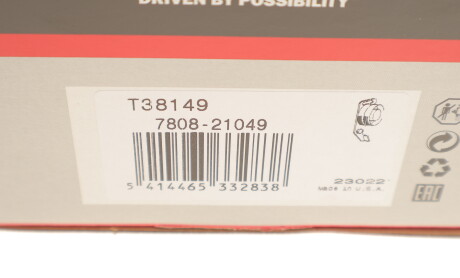 DRIVEN BY POSSIBILITY
T38149
7808-21049
5 414465 332838
23022
MADE IN U.S.A.
EAC